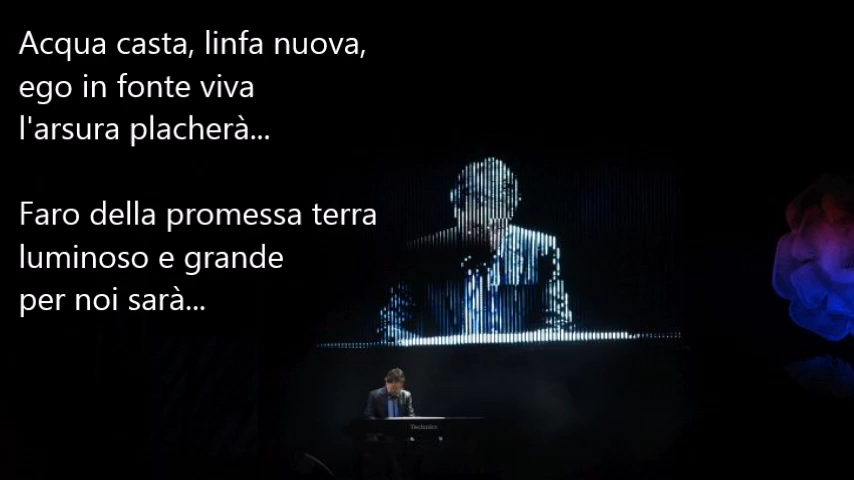 Acqua casta, linfa nuova,
ego in fonte viva
l'arsura placherà...
Faro della promessa terra
luminoso e grande
per noi sarà...
Technics